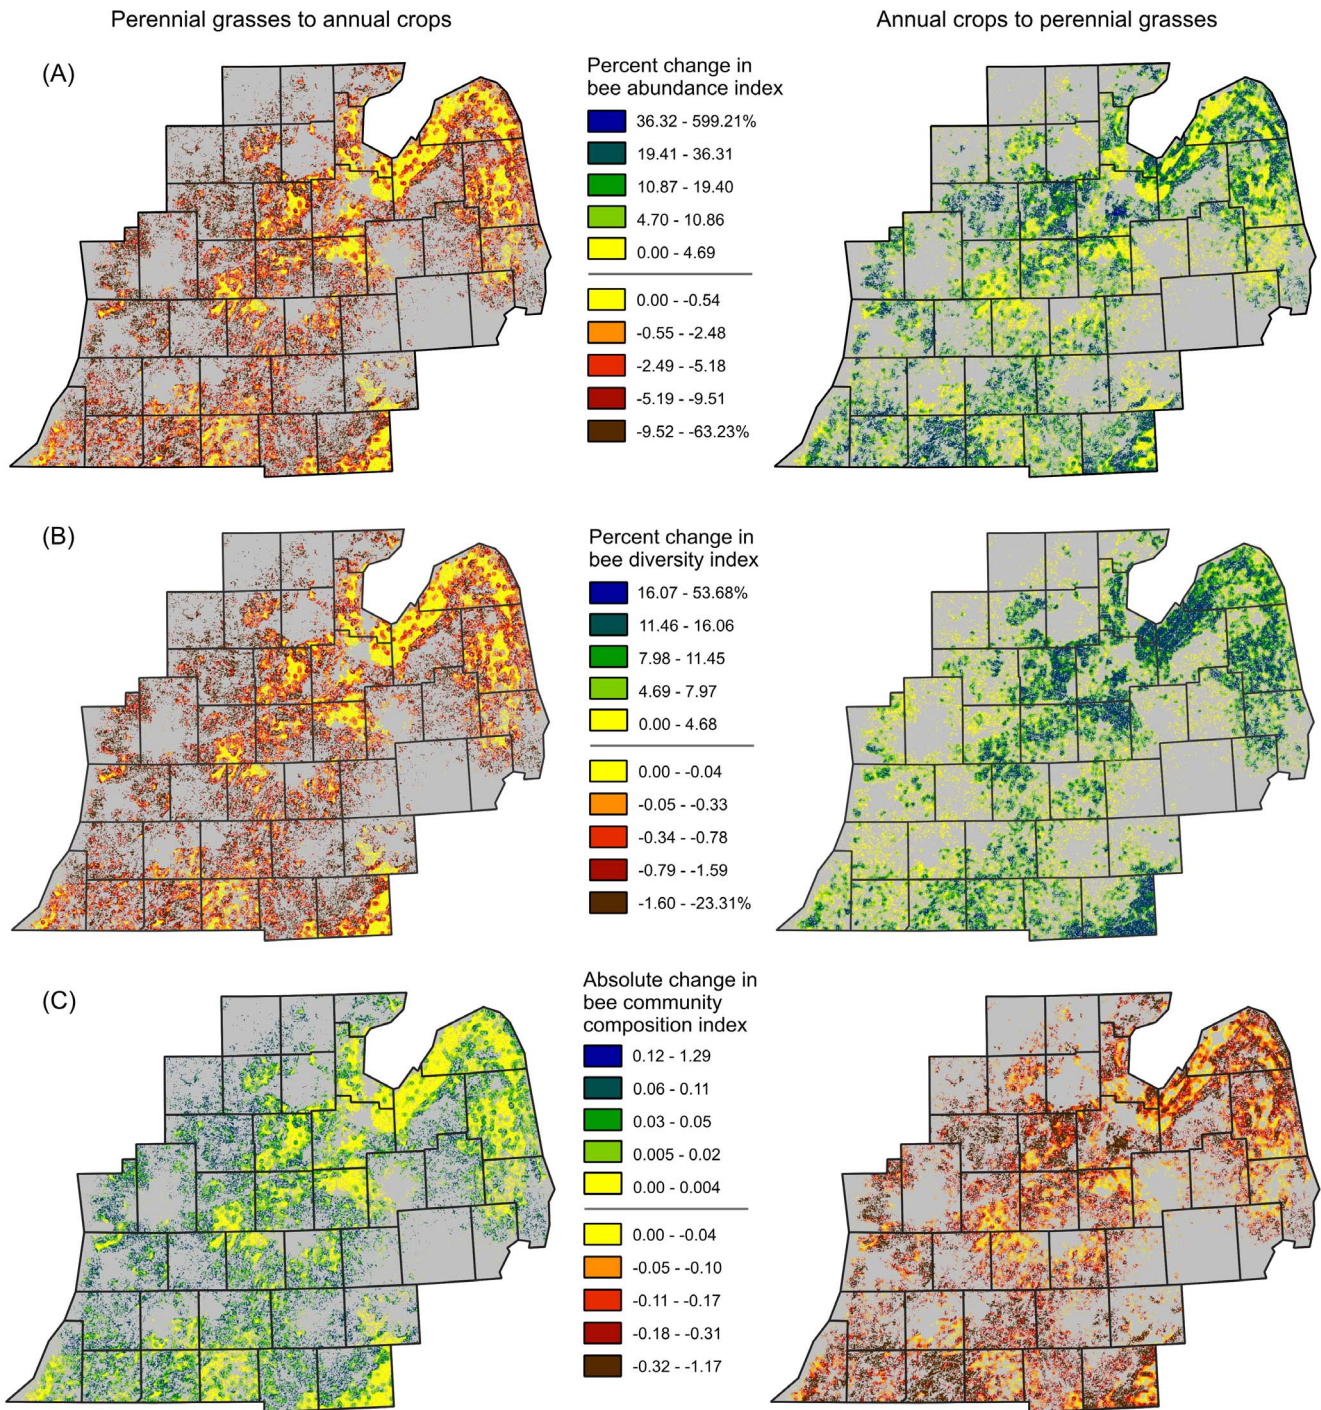 Perennial grasses to annual crops
Annual crops to perennial grasses
(A)
Percent change in
bee abundance index
36.32 - 599.21%
19.41 - 36.31
10.87 - 19.40
4.70 - 10.86
0.00 - 4.69
0.00 - -0.54
-0.55 - -2.48
-2.49 - -5.18
-5.19 - -9.51
-9.52 - -63.23%
(B)
Percent change in
bee diversity index
16.07 - 53.68%
11.46 - 16.06
7.98 - 11.45
4.69 - 7.97
0.00 - 4.68
0.00 - -0.04
-0.05 - -0.33
-0.34 - -0.78
-0.79 - -1.59
-1.60 - -23.31%
(C)
Absolute change in
bee community
composition index
0.12 - 1.29
0.06 - 0.11
0.03 - 0.05
0.005 - 0.02
0.00 - 0.004
0.00 - -0.04
-0.05 - -0.10
-0.11 - -0.17
-0.18 - -0.31
-0.32 - -1.17